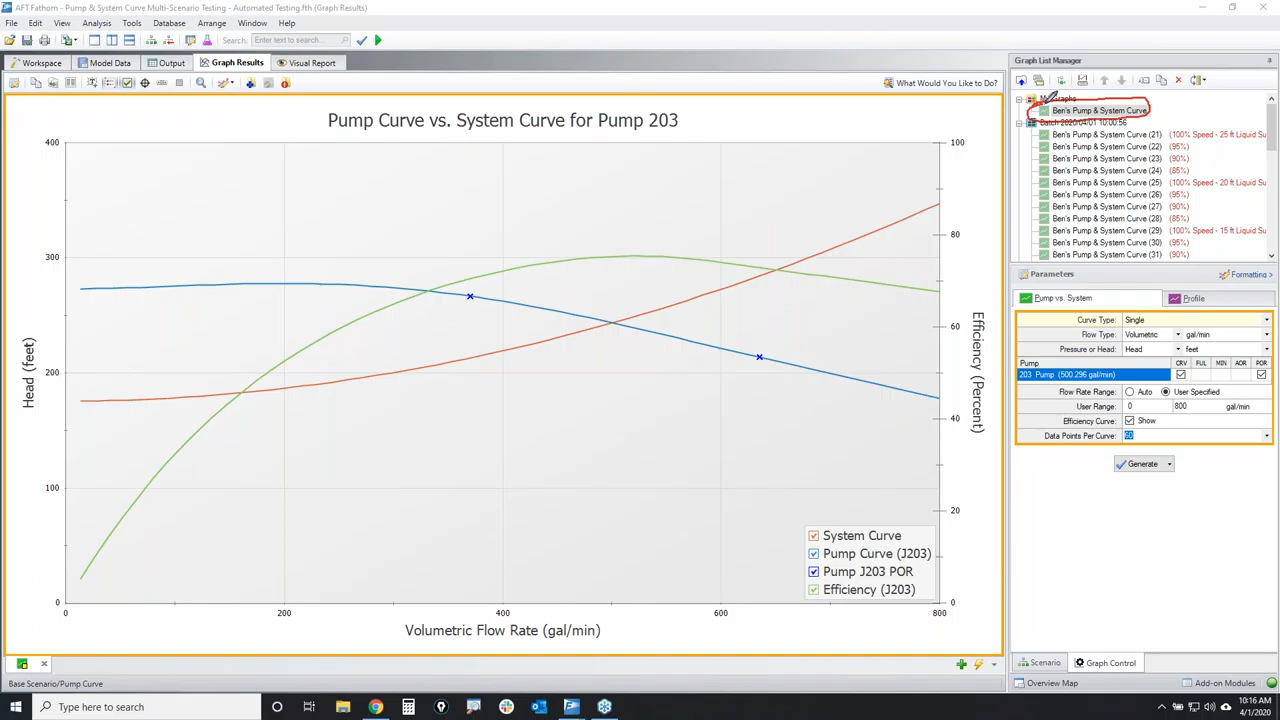 AFT Fathom - Pump & System Curve Multi-Scenario Testing - Automated Testing.fth (Graph Results)
File Edit View Analysis Tools Database Arrange Window Help
Search: Enter text to search...
Workspace Model Data Output Graph Results Visual Report
What Would You Like to Do?
Pump Curve vs. System Curve for Pump 203
400 300 200 100 0
Head (feet)
100 80 60 40 20 0
Efficiency (Percent)
System Curve
Pump Curve (J203)
Pump J203 POR
Efficiency (J203)
0 200 400 600 800
Volumetric Flow Rate (gal/min)
Base Scenario/Pump Curve
Graph List Manager
Graphs
Ben's Pump & System Curve
Batch 2020/04/01 10:00:56
Ben's Pump & System Curve (21) (100% Speed - 25 ft Liquid Su
Ben's Pump & System Curve (22) (95%)
Ben's Pump & System Curve (23) (90%)
Ben's Pump & System Curve (24) (85%)
Ben's Pump & System Curve (25) (100% Speed - 20 ft Liquid Su
Ben's Pump & System Curve (26) (95%)
Ben's Pump & System Curve (27) (90%)
Ben's Pump & System Curve (28) (85%)
Ben's Pump & System Curve (29) (100% Speed - 15 ft Liquid Su
Ben's Pump & System Curve (30) (95%)
Ben's Pump & System Curve (31) (90%)
Parameters Formatting >
Pump vs. System Profile
Curve Type: Single
Flow Type: Volumetric gal/min
Pressure or Head: Head feet
Pump CRV FUL MIN AOR POR
203 Pump (500.296 gal/min)
Flow Rate Range: Auto User Specified
User Range: 0 800 gal/min
Efficiency Curve: Show
Data Points Per Curve: 60
Generate
Scenario Graph Control
Overview Map Add-on Modules
Type here to search
10:16 AM
4/1/2020